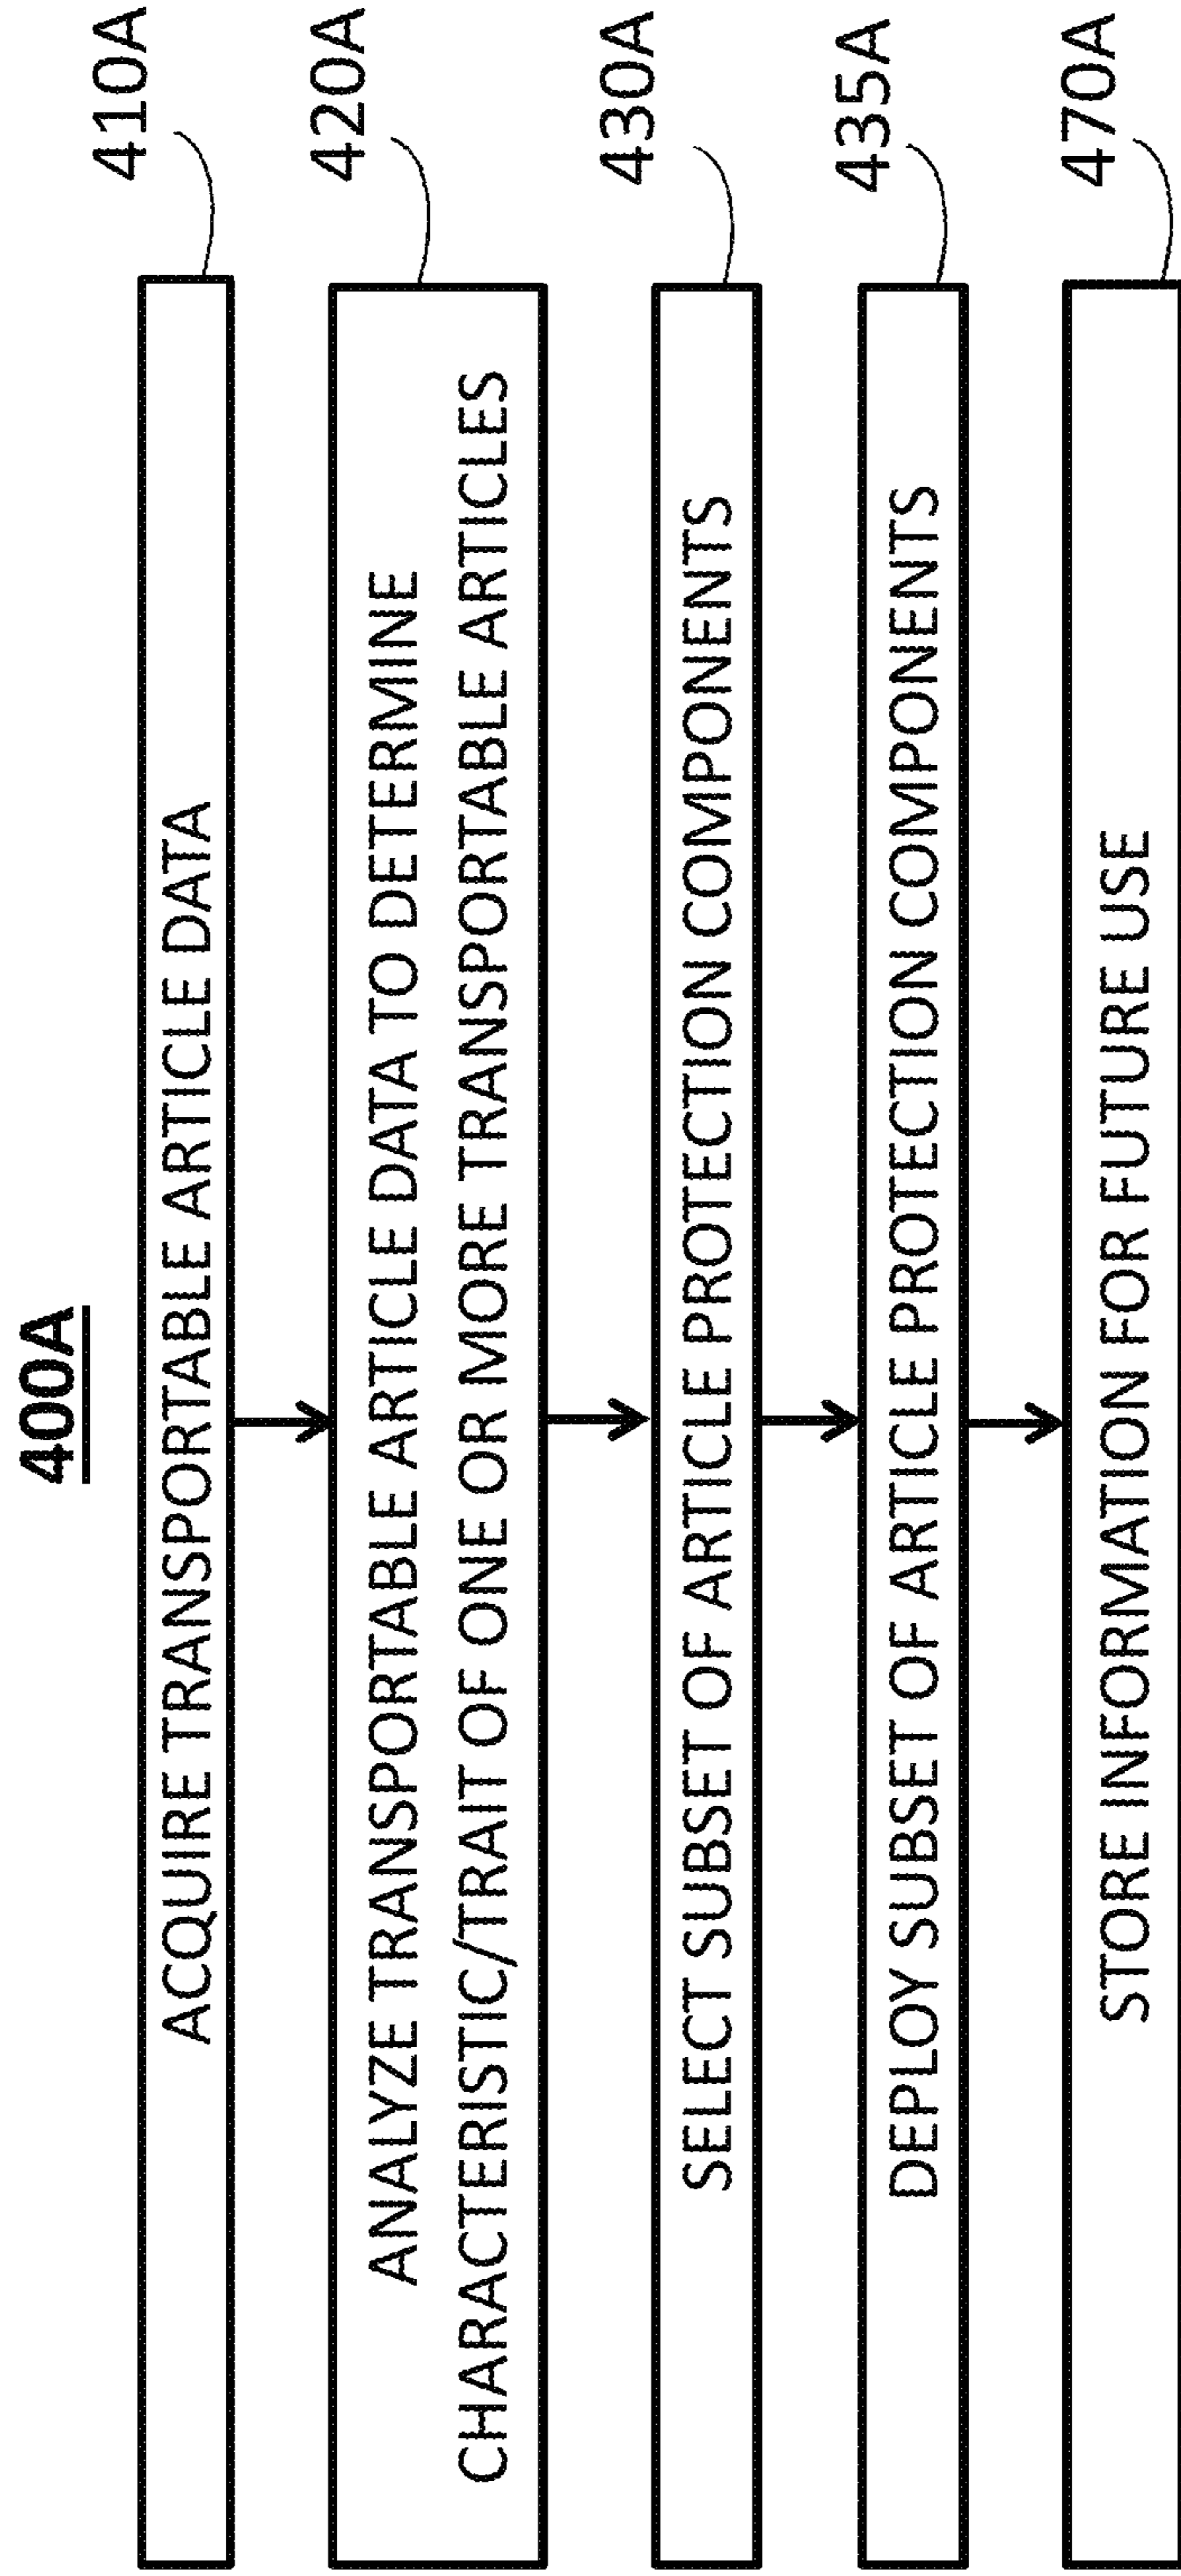 400A
410A
ACQUIRE TRANSPORTABLE ARTICLE DATA
420A
ANALYZE TRANSPORTABLE ARTICLE DATA TO DETERMINE
CHARACTERISTIC/TRAIT OF ONE OR MORE TRANSPORTABLE ARTICLES
430A
SELECT SUBSET OF ARTICLE PROTECTION COMPONENTS
435A
DEPLOY SUBSET OF ARTICLE PROTECTION COMPONENTS
470A
STORE INFORMATION FOR FUTURE USE